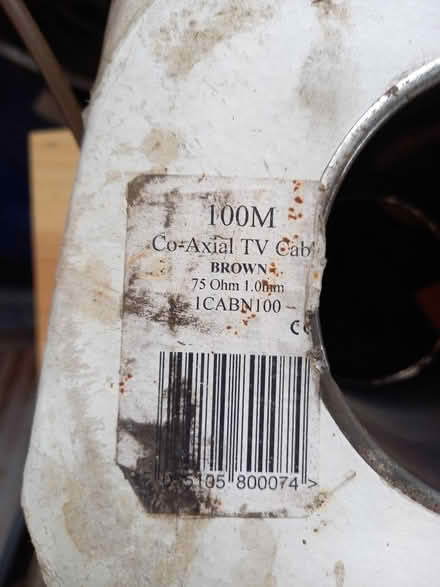 100M
Co-Axial TV Cab
BROWN
75 Ohm 1.0mm
1CABN100
CE
5105 800074 >